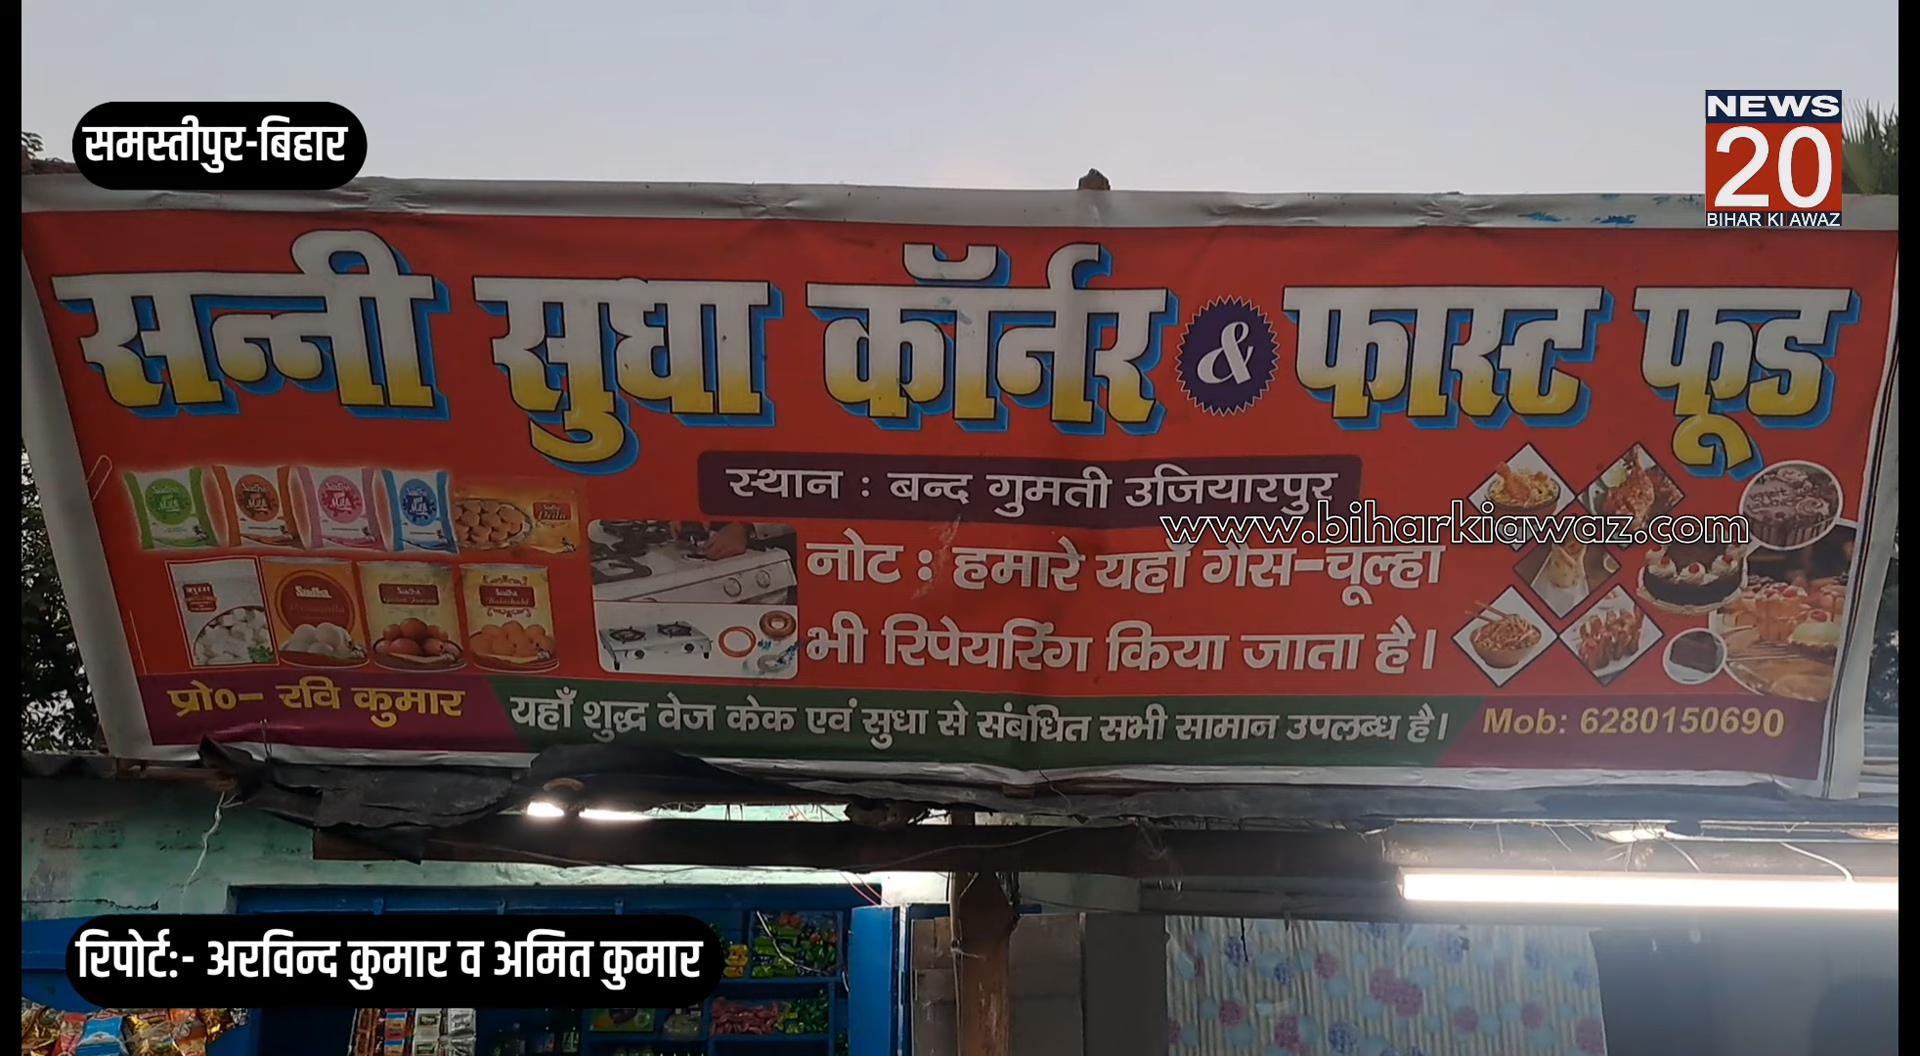 समस्तीपुर-बिहार
NEWS
20
BIHAR KI AWAZ
सन्नी सुधा कॉर्नर & फास्ट फूड
स्थान : बन्द गुमती उजियारपुर
www.biharkiawaz.com
नोट : हमारे यहाँ गैस-चूल्हा
भी रिपेयरिंग किया जाता है।
Sudha
प्रो०- रवि कुमार
यहाँ शुद्ध वेज केक एवं सुधा से संबंधित सभी सामान उपलब्ध है।
Mob: 6280150690
रिपोर्ट:- अरविन्द कुमार व अमित कुमार